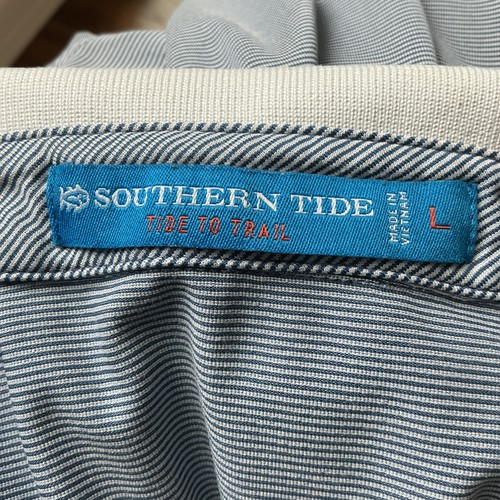 SOUTHERN TIDE
TIDE TO TRAIL
MADE IN
VIETNAM
L